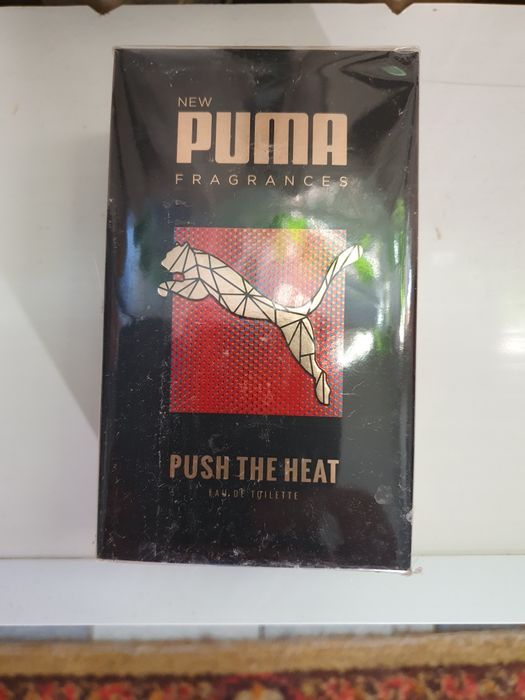 NEW
PUMA
FRAGRANCES
PUSH THE HEAT
EAU DE TOILETTE